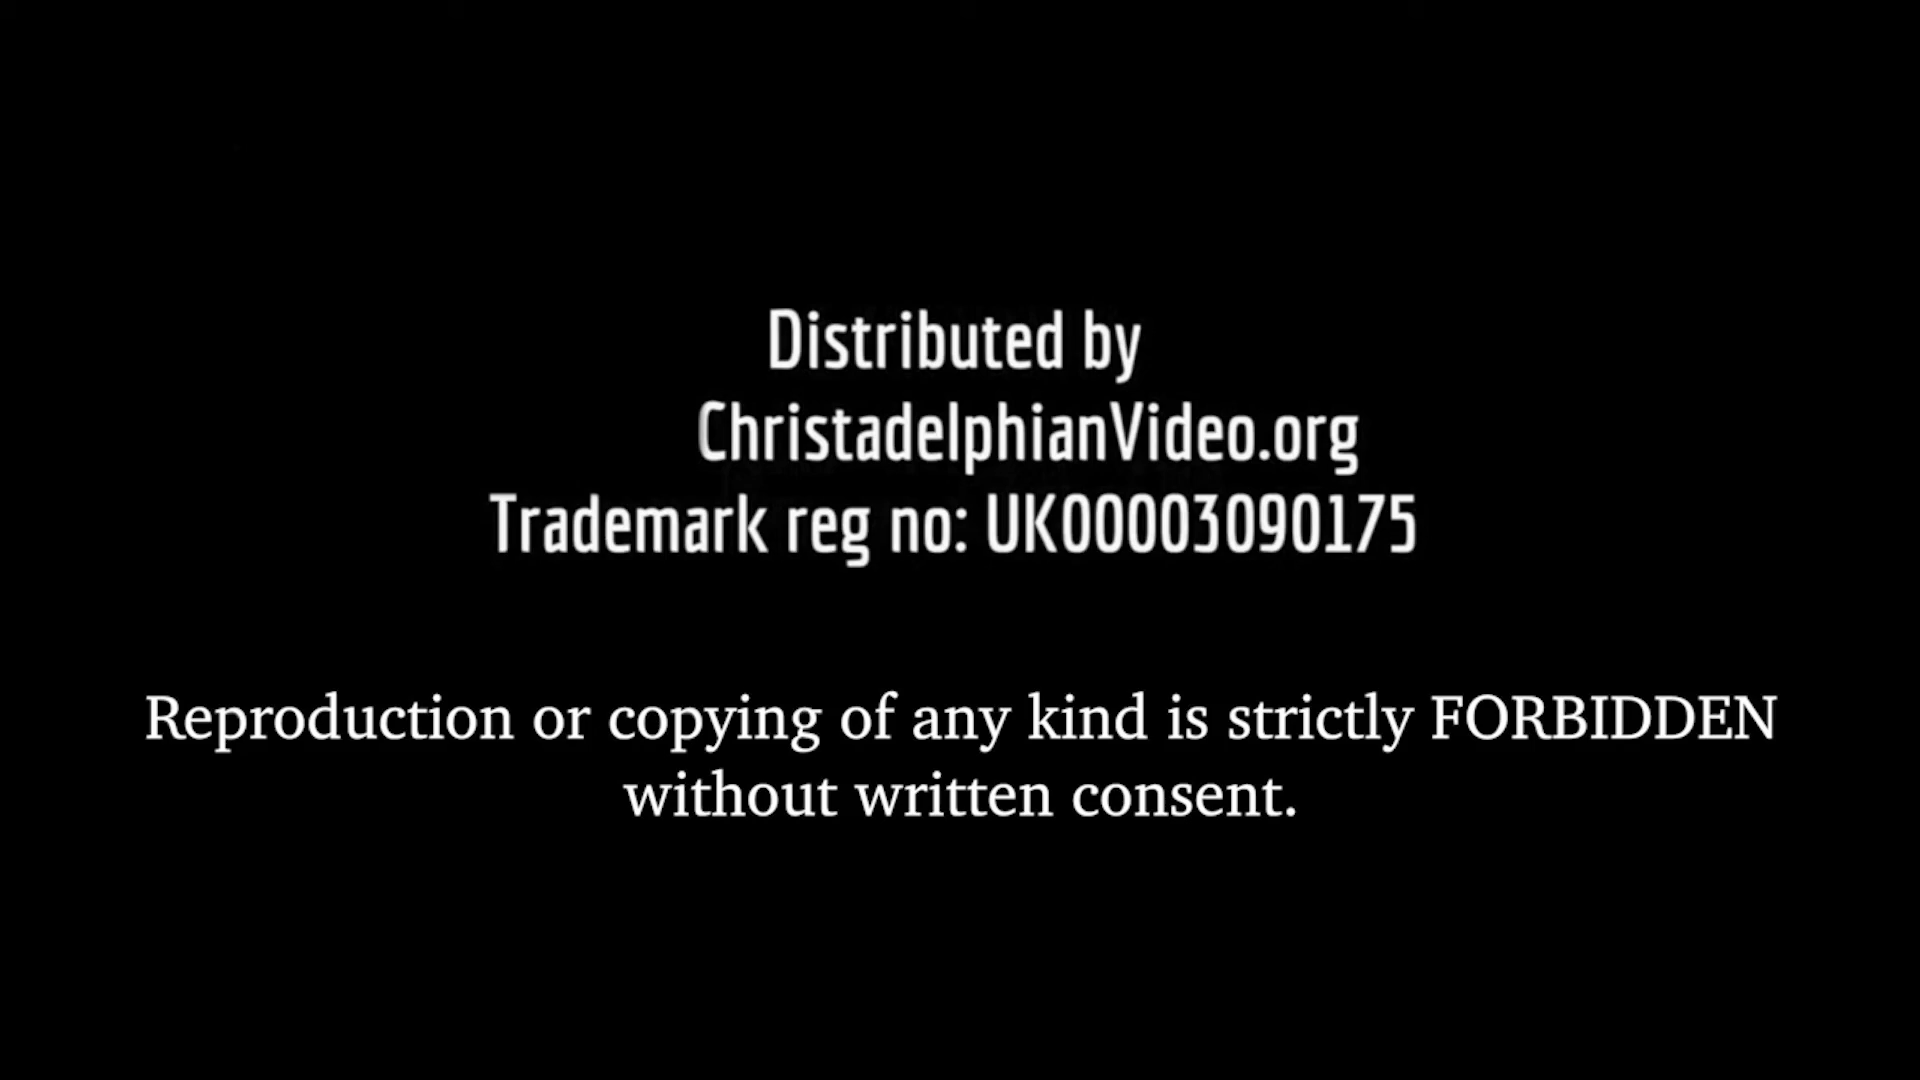 Distributed by
ChristadelphianVideo.org
Trademark reg no: UK00003090175
Reproduction or copying of any kind is strictly FORBIDDEN
without written consent.